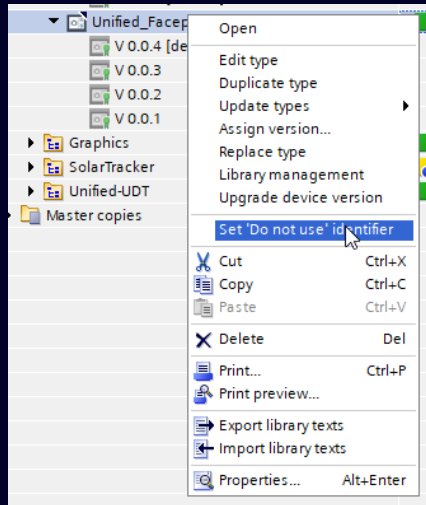 Unified_Facep
Open
V 0.0.4 [de
Edit type
V 0.0.3
Duplicate type
V 0.0.2
Update types
V 0.0.1
Assign version...
Graphics
Replace type
SolarTracker
Library management
Unified-UDT
Upgrade device version
Master copies
Set 'Do not use' identifier
Cut Ctrl+X
Copy Ctrl+C
Paste Ctrl+V
Delete Del
Print... Ctrl+P
Print preview...
Export library texts
Import library texts
Properties... Alt+Enter